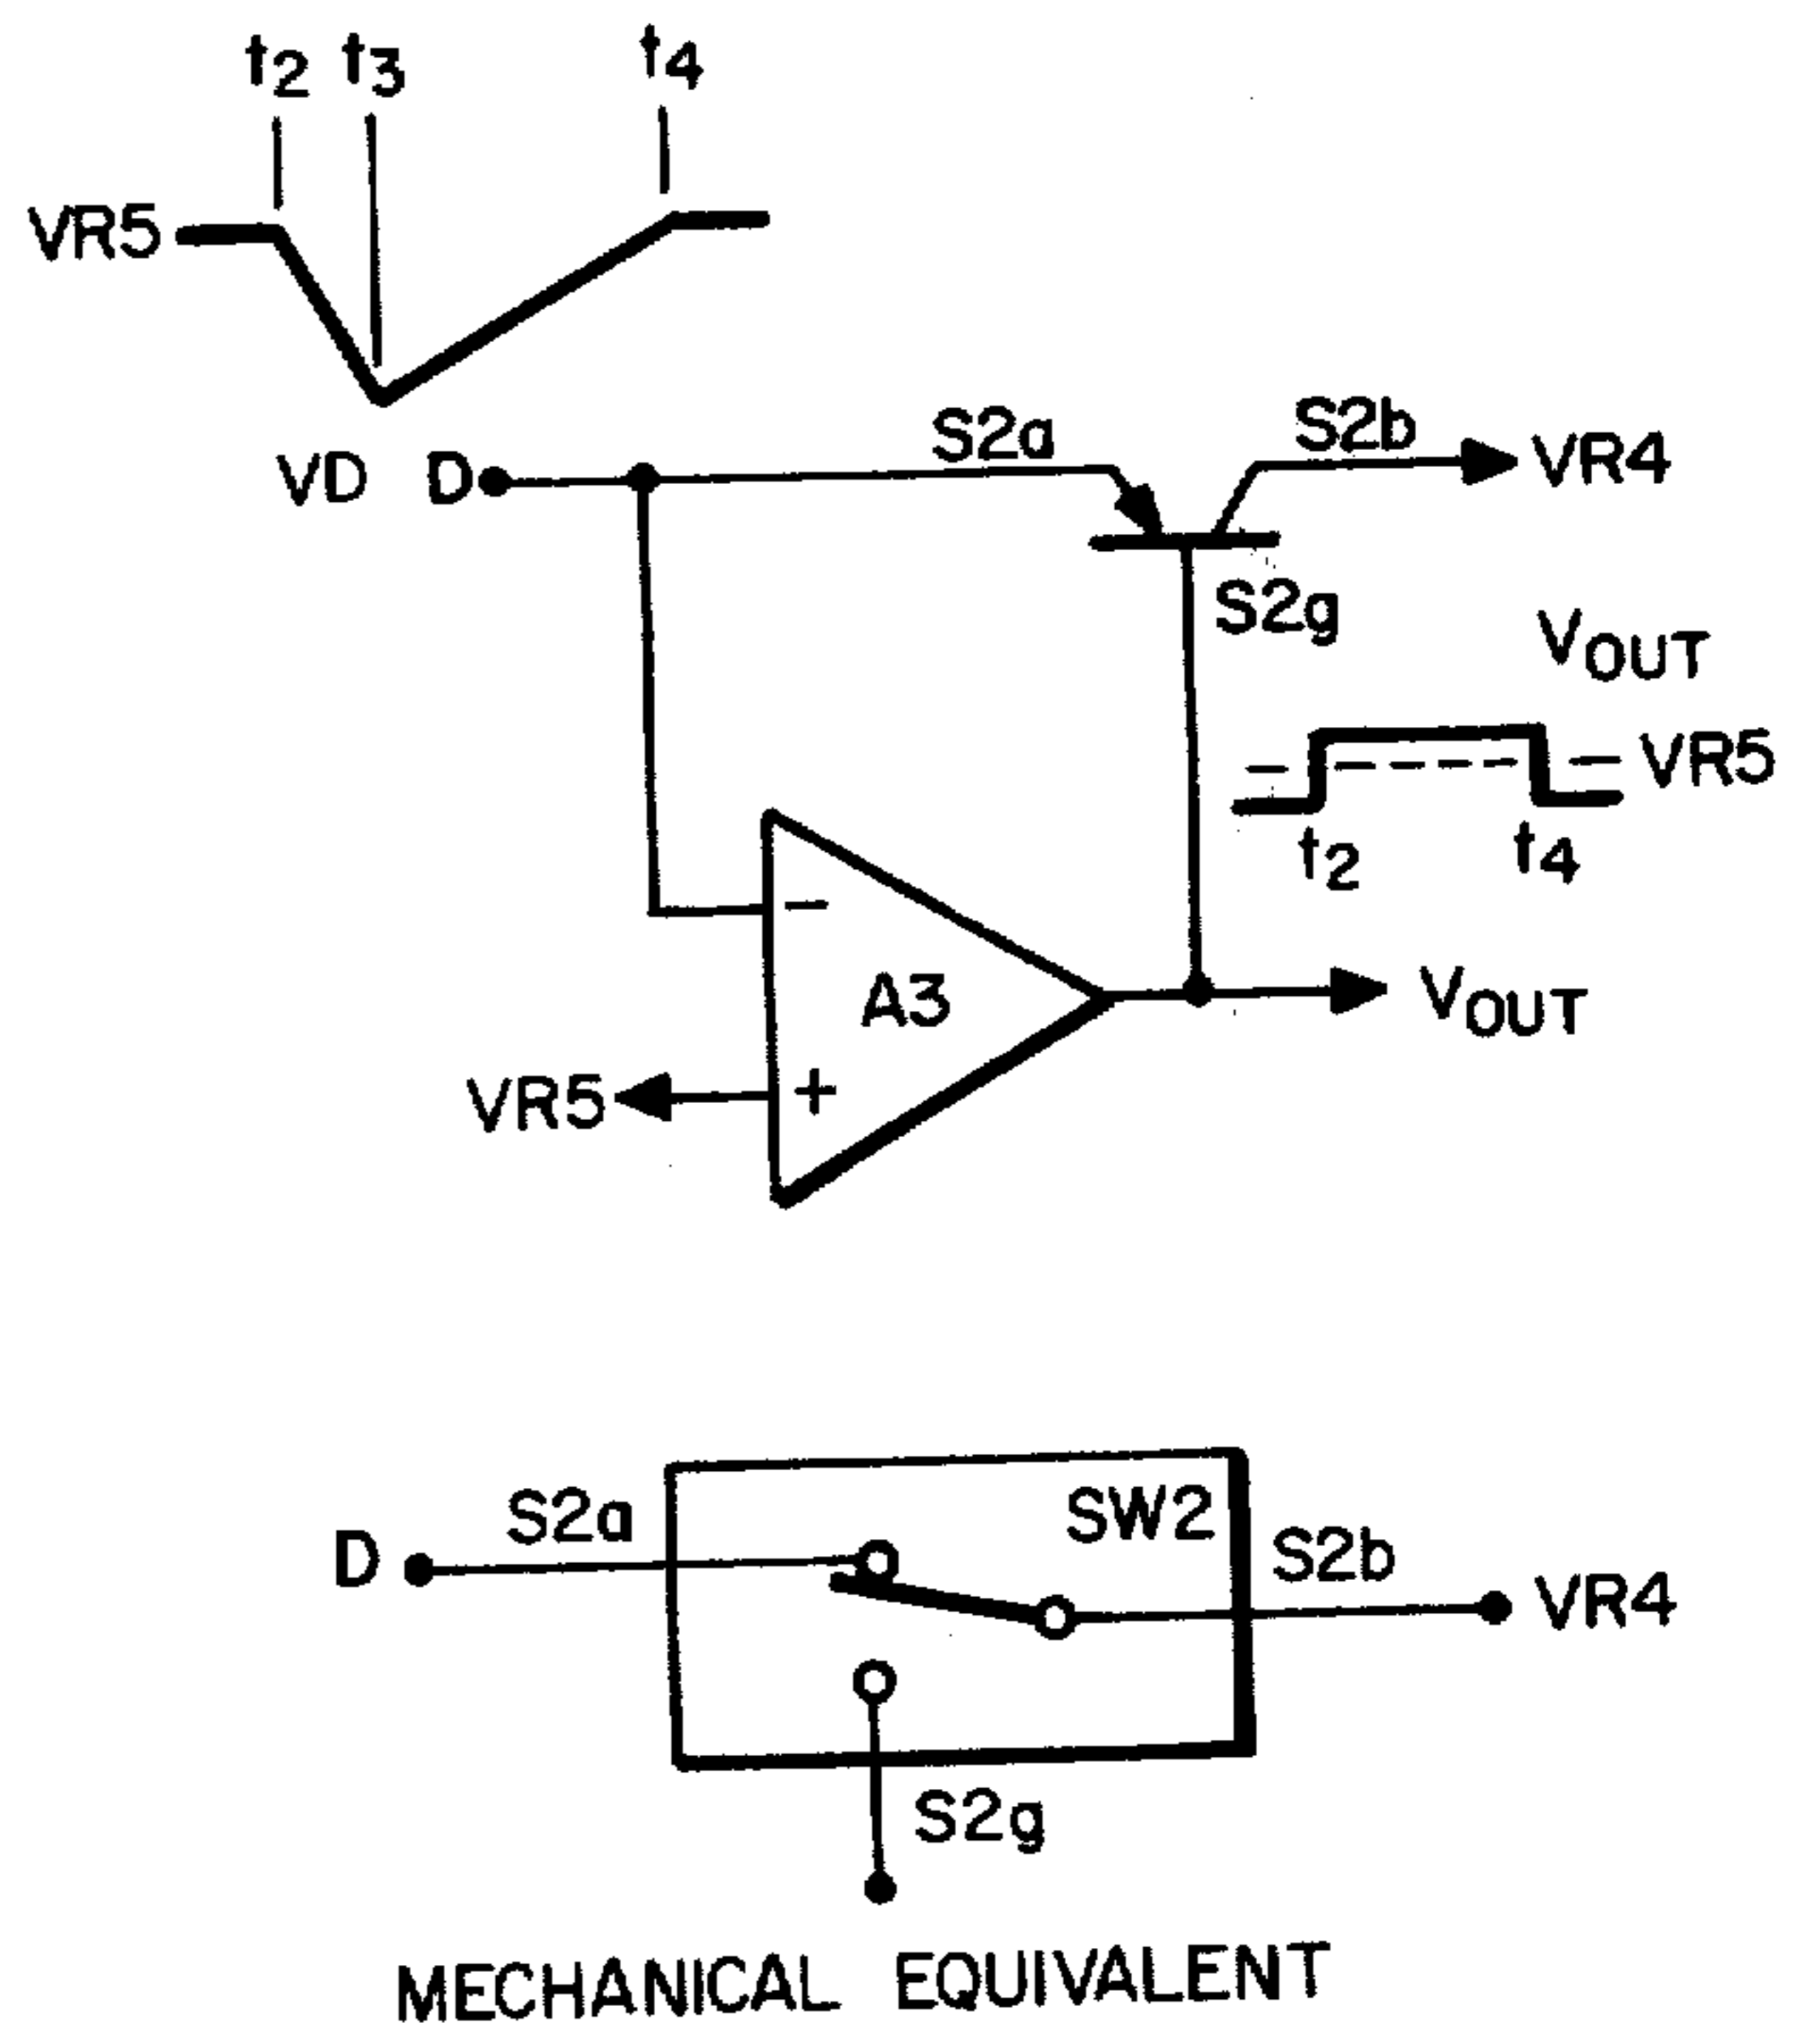 t2 t3 t4
VR5
VD D
S2a
S2b
VR4
S2g
VOUT
VR5
t2 t4
−
A3
VOUT
VR5
+
SW2
S2a
S2b
D
VR4
S2g
MECHANICAL EQUIVALENT